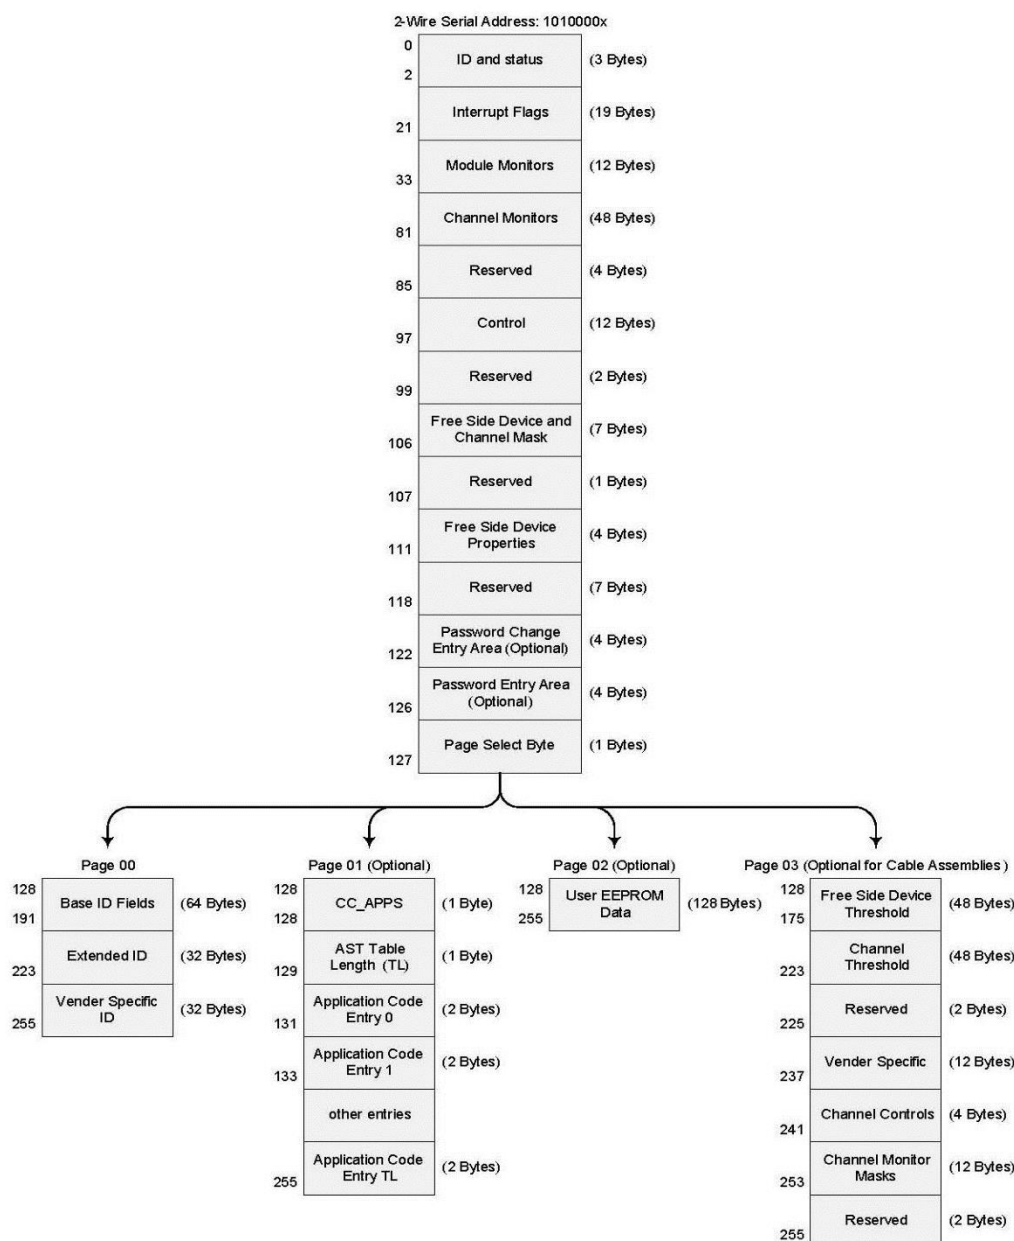 2-Wire Serial Address: 1010000x
0
ID and status
(3 Bytes)
2
Interrupt Flags
(19 Bytes)
21
Module Monitors
(12 Bytes)
33
Channel Monitors
(48 Bytes)
81
Reserved
(4 Bytes)
85
Control
(12 Bytes)
97
Reserved
(2 Bytes)
99
Free Side Device and
Channel Mask
(7 Bytes)
106
Reserved
(1 Bytes)
107
Free Side Device
Properties
(4 Bytes)
111
Reserved
(7 Bytes)
118
Password Change
Entry Area (Optional)
(4 Bytes)
122
Password Entry Area
(Optional)
(4 Bytes)
126
Page Select Byte
(1 Bytes)
127
Page 00
128
Base ID Fields
(64 Bytes)
191
Extended ID
(32 Bytes)
223
Vender Specific
ID
(32 Bytes)
255
Page 01 (Optional)
128
CC_APPS
(1 Byte)
128
AST Table
Length (TL)
(1 Byte)
129
Application Code
Entry 0
(2 Bytes)
131
Application Code
Entry 1
(2 Bytes)
133
other entries
Application Code
Entry TL
(2 Bytes)
255
Page 02 (Optional)
128
User EEPROM
Data
(128 Bytes)
255
Page 03 (Optional for Cable Assemblies)
128
Free Side Device
Threshold
(48 Bytes)
175
Channel
Threshold
(48 Bytes)
223
Reserved
(2 Bytes)
225
Vender Specific
(12 Bytes)
237
Channel Controls
(4 Bytes)
241
Channel Monitor
Masks
(12 Bytes)
253
Reserved
(2 Bytes)
255